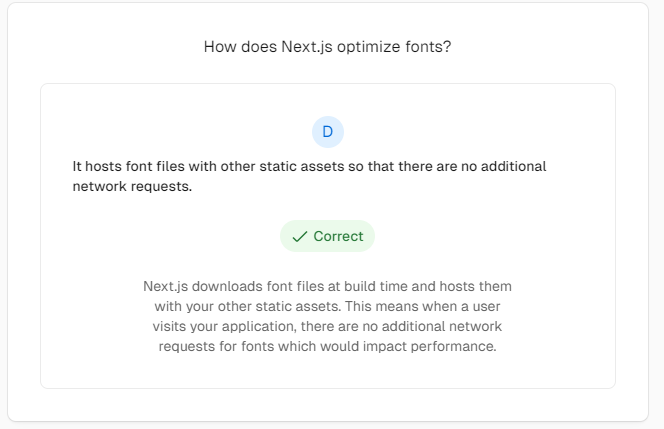 How does Next.js optimize fonts?
D
It hosts font files with other static assets so that there are no additional
network requests.
Correct
Next.js downloads font files at build time and hosts them
with your other static assets. This means when a user
visits your application, there are no additional network
requests for fonts which would impact performance.